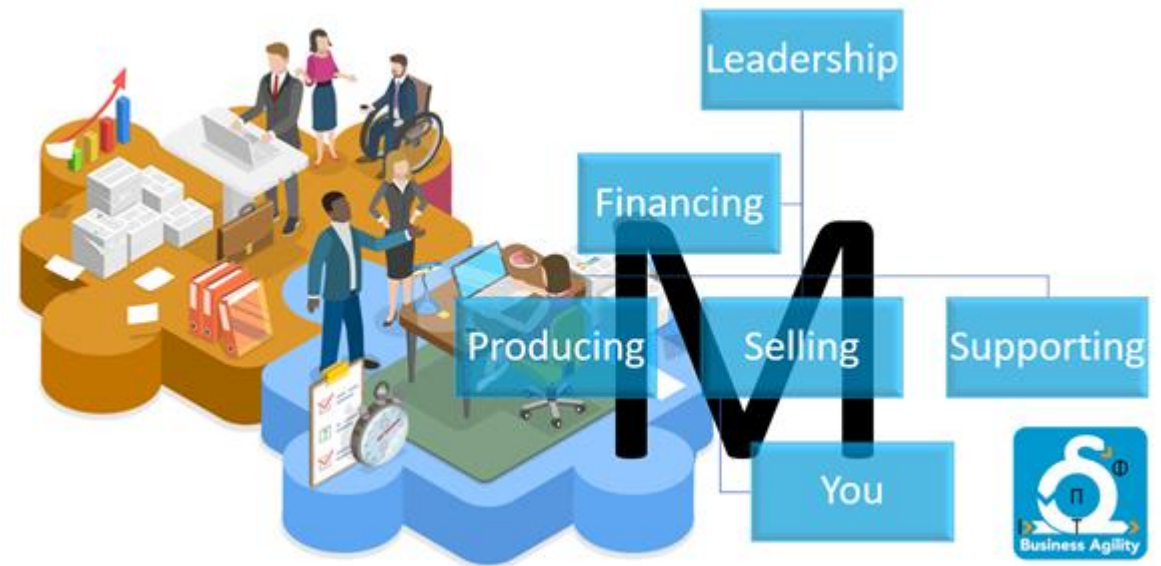 Leadership
Financing
M
Producing
Selling
Supporting
You
Φ
Π
I
T
Business Agility